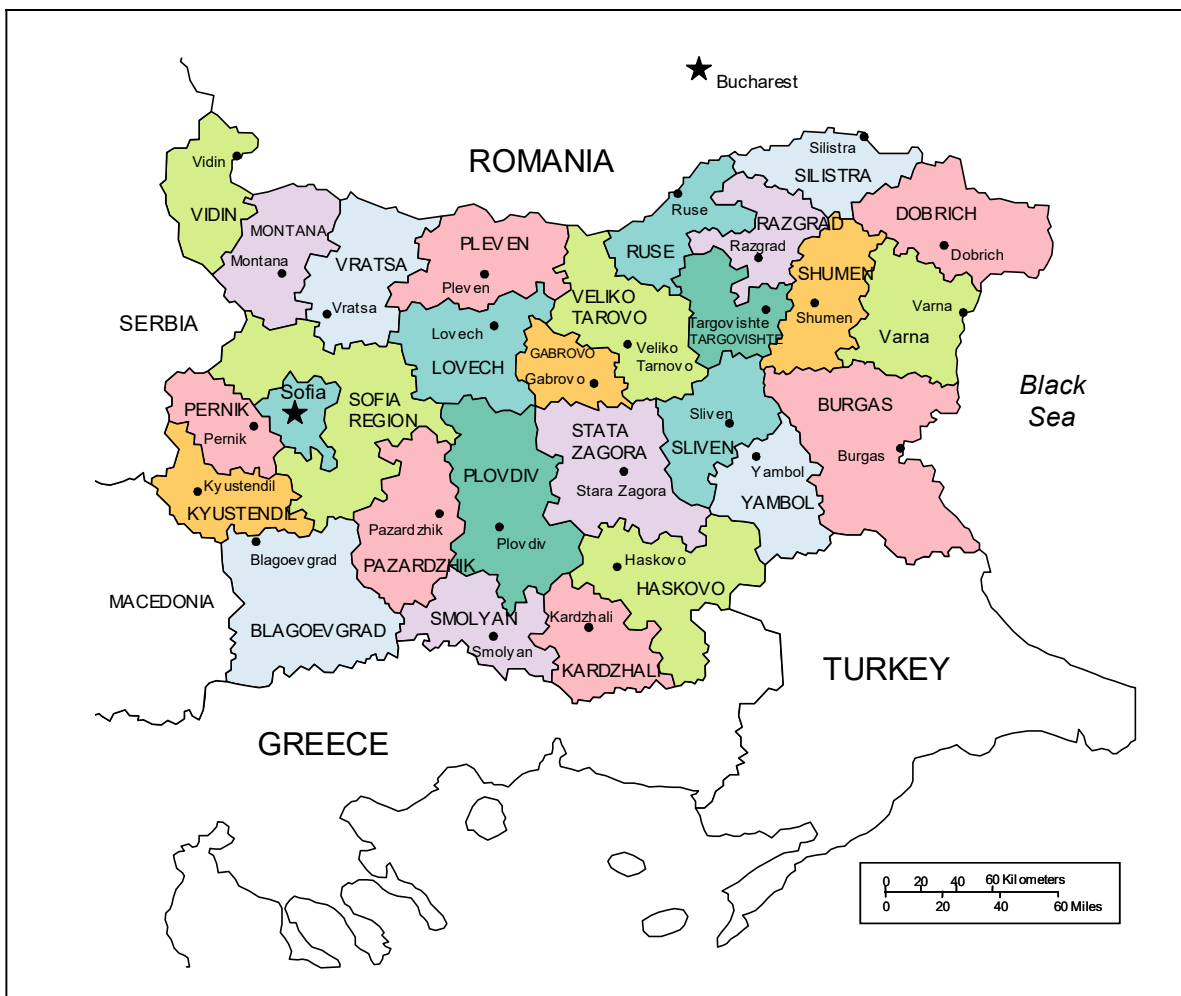 Bucharest
ROMANIA
Vidin
VIDIN
MONTANA
Montana
VRATSA
Vratsa
PLEVEN
Pleven
Ruse
RUSE
Silistra
SILISTRA
RAZGRAD
Razgrad
DOBRICH
Dobrich
SHUMEN
Shumen
Varna
Varna
VELIKO
TAROVO
Veliko
Tarnovo
Targovishte
TARGOVISHTE
SERBIA
Lovech
LOVECH
GABROVO
Gabrovo
Sofia
SOFIA
REGION
PERNIK
Pernik
Kyustendil
KYUSTENDIL
PLOVDIV
Plovdiv
STATA
ZAGORA
Stara Zagora
Sliven
SLIVEN
Yambol
YAMBOL
BURGAS
Burgas
Black
Sea
Pazardzhik
PAZARDZHIK
Blagoevgrad
BLAGOEVGRAD
MACEDONIA
Haskovo
HASKOVO
SMOLYAN
Smolyan
Kardzhali
KARDZHALI
TURKEY
GREECE
0 20 40 60 Kilometers
0 20 40 60 Miles